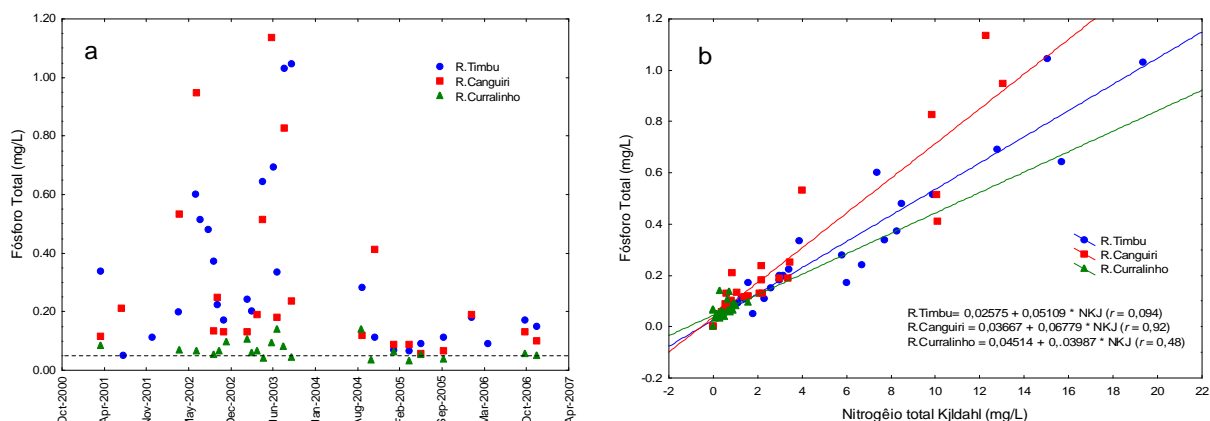 a
R.Timbu
R.Canguiri
R.Curralinho
Fósforo Total (mg/L)
1.20
1.00
0.80
0.60
0.40
0.20
0.00
Oct-2000
Apr-2001
Nov-2001
May-2002
Dec-2002
Jun-2003
Jan-2004
Aug-2004
Feb-2005
Sep-2005
Mar-2006
Oct-2006
Apr-2007
b
Fósforo Total (mg/L)
1.2
1.0
0.8
0.6
0.4
0.2
0.0
-0.2
R.Timbu
R.Canguiri
R.Curralinho
R.Timbu= 0,02575 + 0,05109 * NKJ (r = 0,094)
R.Canguiri = 0,03667 + 0,06779 * NKJ (r = 0,92)
R.Curralinho = 0,04514 + 0,.03987 * NKJ (r = 0,48)
-2 0 2 4 6 8 10 12 14 16 18 20 22
Nitrogêio total Kjldahl (mg/L)